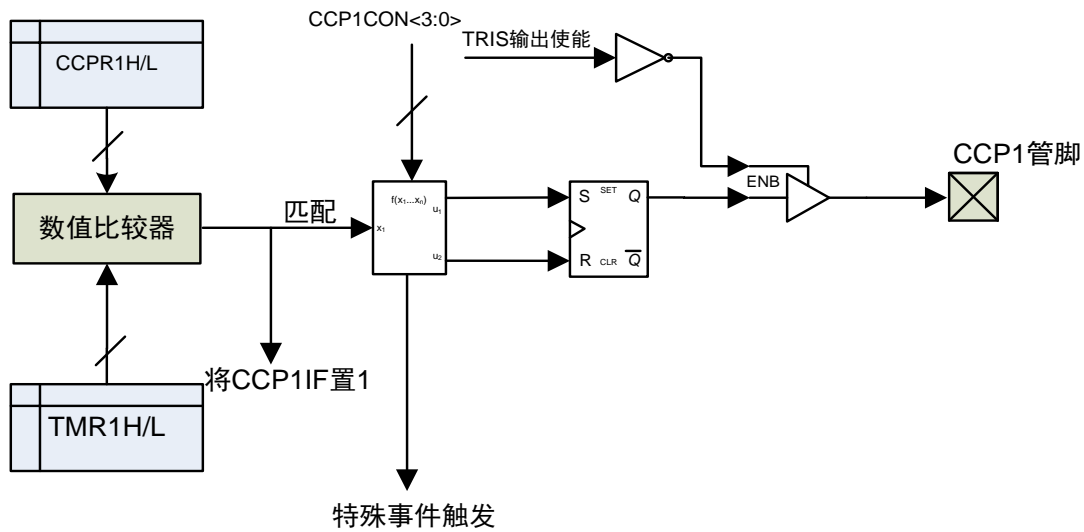 CCP1CON<3:0>
TRIS输出使能
CCPR1H/L
CCP1管脚
ENB
数值比较器
匹配
f(x₁...xₙ)
u₁
x₁
u₂
S SET Q
R CLR Q̅
将CCP1IF置1
TMR1H/L
特殊事件触发